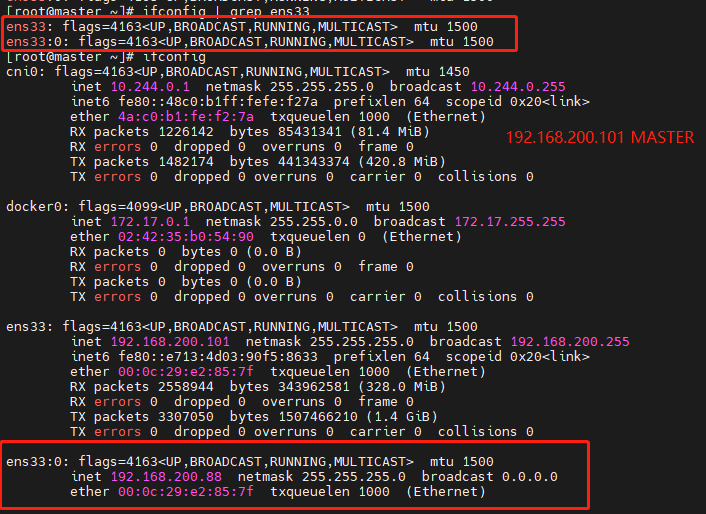 [root@master ~]# ifconfig | grep ens33
ens33: flags=4163<UP,BROADCAST,RUNNING,MULTICAST>  mtu 1500
ens33:0: flags=4163<UP,BROADCAST,RUNNING,MULTICAST>  mtu 1500
[root@master ~]# ifconfig
cni0: flags=4163<UP,BROADCAST,RUNNING,MULTICAST>  mtu 1450
        inet 10.244.0.1  netmask 255.255.255.0  broadcast 10.244.0.255
        inet6 fe80::48c0:b1ff:fefe:f27a  prefixlen 64  scopeid 0x20<link>
        ether 4a:c0:b1:fe:f2:7a  txqueuelen 1000  (Ethernet)
        RX packets 1226142  bytes 85431341 (81.4 MiB)
        RX errors 0  dropped 0  overruns 0  frame 0
192.168.200.101 MASTER
        TX packets 1482174  bytes 441343374 (420.8 MiB)
        TX errors 0  dropped 0 overruns 0  carrier 0  collisions 0
docker0: flags=4099<UP,BROADCAST,MULTICAST>  mtu 1500
        inet 172.17.0.1  netmask 255.255.0.0  broadcast 172.17.255.255
        ether 02:42:35:b0:54:90  txqueuelen 0  (Ethernet)
        RX packets 0  bytes 0 (0.0 B)
        RX errors 0  dropped 0  overruns 0  frame 0
        TX packets 0  bytes 0 (0.0 B)
        TX errors 0  dropped 0 overruns 0  carrier 0  collisions 0
ens33: flags=4163<UP,BROADCAST,RUNNING,MULTICAST>  mtu 1500
        inet 192.168.200.101  netmask 255.255.255.0  broadcast 192.168.200.255
        inet6 fe80::e713:4d03:90f5:8633  prefixlen 64  scopeid 0x20<link>
        ether 00:0c:29:e2:85:7f  txqueuelen 1000  (Ethernet)
        RX packets 2558944  bytes 343962581 (328.0 MiB)
        RX errors 0  dropped 0  overruns 0  frame 0
        TX packets 3307050  bytes 1507466210 (1.4 GiB)
        TX errors 0  dropped 0 overruns 0  carrier 0  collisions 0
ens33:0: flags=4163<UP,BROADCAST,RUNNING,MULTICAST>  mtu 1500
        inet 192.168.200.88  netmask 255.255.255.0  broadcast 0.0.0.0
        ether 00:0c:29:e2:85:7f  txqueuelen 1000  (Ethernet)